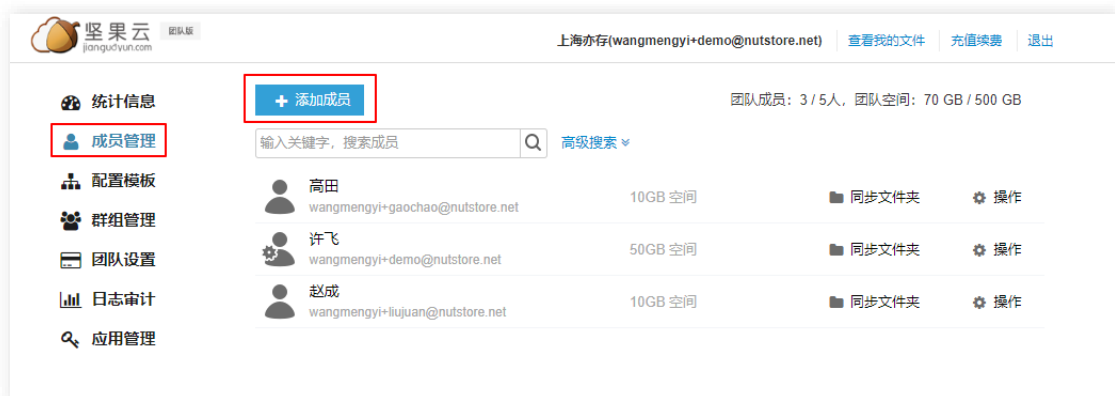 坚果云 团队版
jianguoyun.com
上海亦存(wangmengyi+demo@nutstore.net) 查看我的文件 充值续费 退出
统计信息
成员管理
配置模板
群组管理
团队设置
日志审计
应用管理
添加成员
团队成员：3 / 5人，团队空间：70 GB / 500 GB
输入关键字，搜索成员
高级搜索
高田
wangmengyi+gaochao@nutstore.net
10GB 空间 同步文件夹 操作
许飞
wangmengyi+demo@nutstore.net
50GB 空间 同步文件夹 操作
赵成
wangmengyi+liujuan@nutstore.net
10GB 空间 同步文件夹 操作